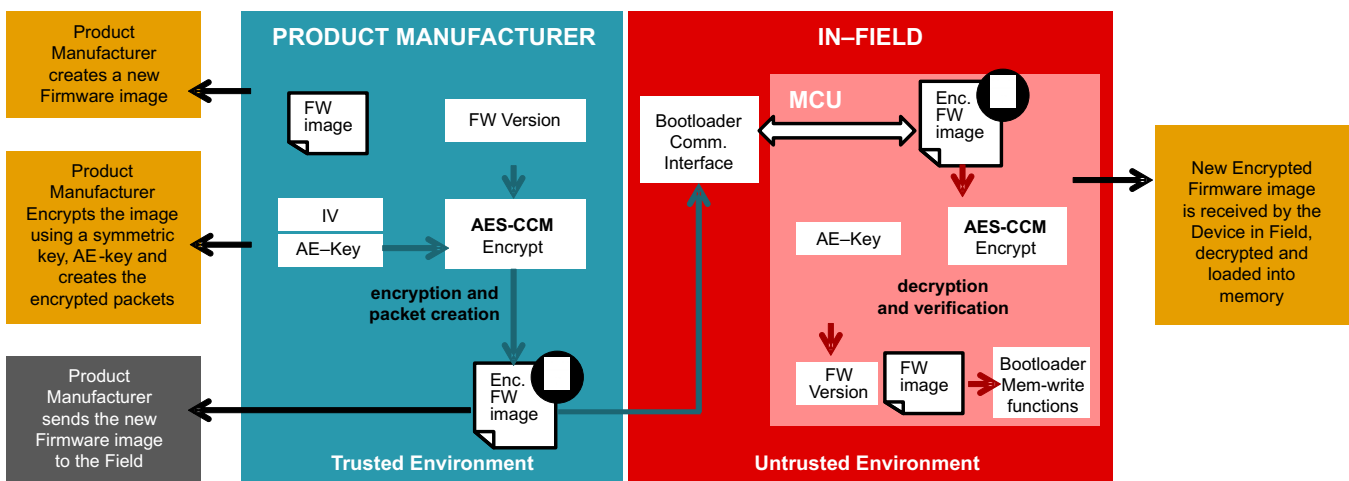 Product
Manufacturer
creates a new
Firmware image
Product
Manufacturer
Encrypts the image
using a symmetric
key, AE-key and
creates the
encrypted packets
Product
Manufacturer
sends the new
Firmware image
to the Field
PRODUCT MANUFACTURER
FW
image
FW Version
IV
AE–Key
AES-CCM
Encrypt
encryption and
packet creation
Enc.
FW
image
Trusted Environment
IN–FIELD
Bootloader
Comm.
Interface
MCU
Enc.
FW
image
AE–Key
AES-CCM
Encrypt
decryption
and verification
FW
Version
FW
image
Bootloader
Mem-write
functions
Untrusted Environment
New Encrypted
Firmware image
is received by the
Device in Field,
decrypted and
loaded into
memory